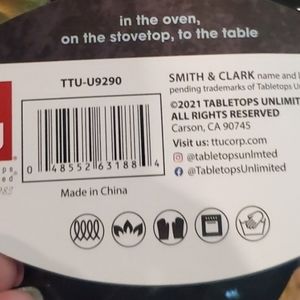 in the oven,
on the stovetop, to the table
TTU-U9290
SMITH & CLARK name and
pending trademarks of Tabletops
©2021 TABLETOPS UNLIMITED
ALL RIGHTS RESERVED
Carson, CA 90745
Visit us: ttucorp.com
@tabletopsunlmted
@TabletopsUnlimited
0 48552 63188 4
Made in China